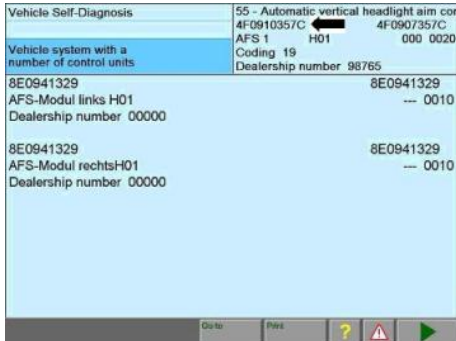 Vehicle Self-Diagnosis
Vehicle system with a
number of control units
55 - Automatic vertical headlight aim cor
4F0910357C 4F0907357C
AFS 1 H01 000 0020
Coding 19
Dealership number 98765
8E0941329 8E0941329
AFS-Modul links H01 --- 0010
Dealership number 00000
8E0941329 8E0941329
AFS-Modul rechtsH01 --- 0010
Dealership number 00000
Go to Print ?